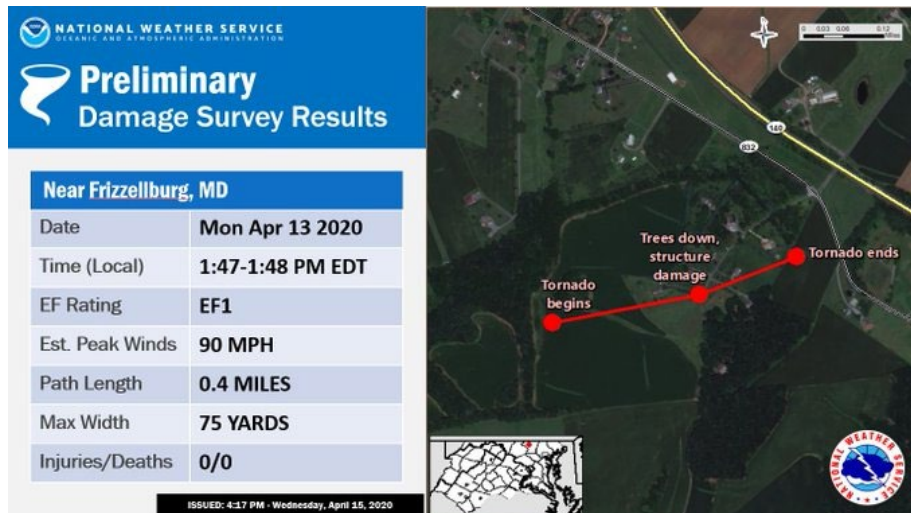 NATIONAL WEATHER SERVICE
OCEANIC AND ATMOSPHERIC ADMINISTRATION
Preliminary
Damage Survey Results
Near Frizzellburg, MD
Date Mon Apr 13 2020
Time (Local) 1:47-1:48 PM EDT
EF Rating EF1
Est. Peak Winds 90 MPH
Path Length 0.4 MILES
Max Width 75 YARDS
Injuries/Deaths 0/0
ISSUED: 4:17 PM - Wednesday, April 15, 2020
0 0.03 0.06 0.12
Miles
140
832
Trees down,
structure
damage
Tornado ends
Tornado
begins
NATIONAL WEATHER SERVICE